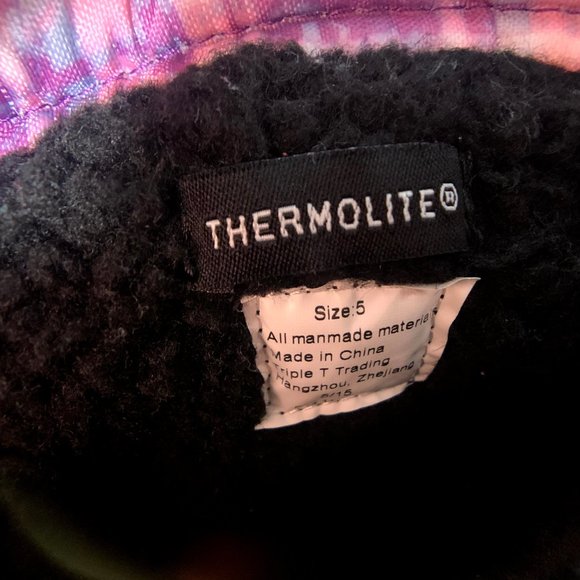 THERMOLITE®
Size:5
All manmade materia
Made in China
Triple T Trading
Hangzhou, Zhejiang